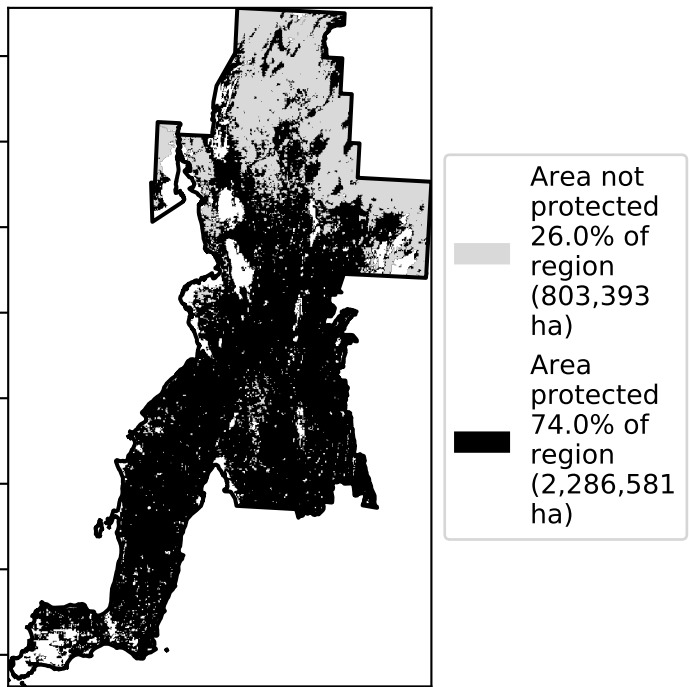 Area not
protected
26.0% of
region
(803,393
ha)
Area
protected
74.0% of
region
(2,286,581
ha)